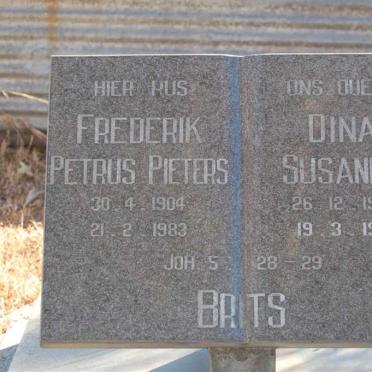 HIER RUS
FREDERIK
PETRUS PIETERS
30.4.1904
21.2.1983
ONS OUE
DINA
SUSAN
26.12.19
19.3.19
JOH. 5 : 28 - 29
BRITS